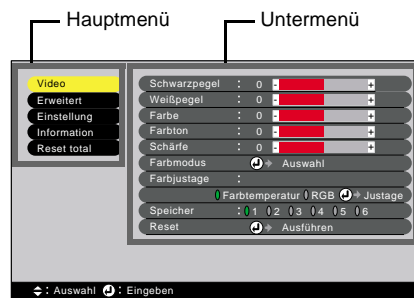 Hauptmenü Untermenü
Video
Erweitert
Einstellung
Information
Reset total
Schwarzpegel : 0 - +
Weißpegel : 0 - +
Farbe : 0 - +
Farbton : 0 - +
Schärfe : 0 - +
Farbmodus Auswahl
Farbjustage :
Farbtemperatur RGB Justage
Speicher : 1 2 3 4 5 6
Reset Ausführen
: Auswahl : Eingeben